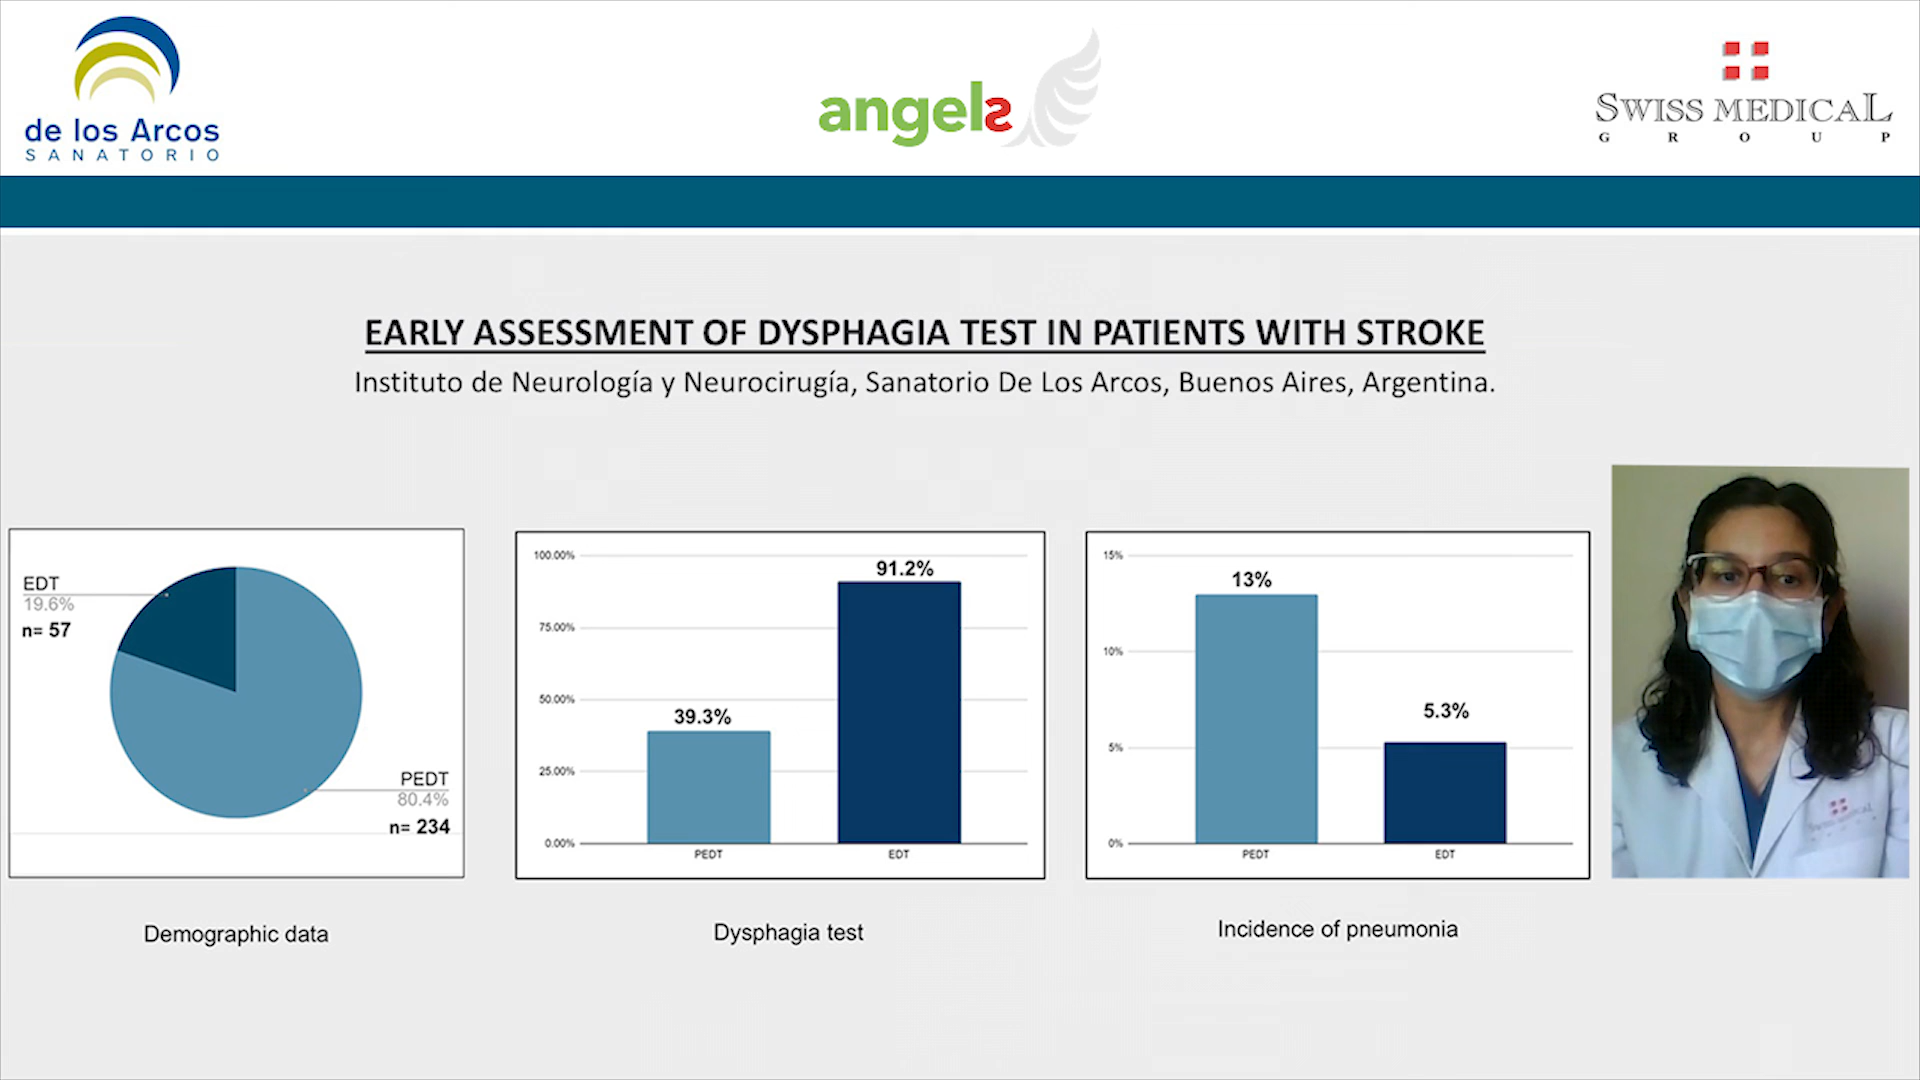 de los Arcos
SANATORIO
angels
SWISS MEDICAL
GROUP
EARLY ASSESSMENT OF DYSPHAGIA TEST IN PATIENTS WITH STROKE
Instituto de Neurología y Neurocirugía, Sanatorio De Los Arcos, Buenos Aires, Argentina.
EDT
19.6%
n= 57
PEDT
80.4%
n= 234
Demographic data
100.00%
75.00%
50.00%
25.00%
0.00%
39.3%
91.2%
PEDT
EDT
Dysphagia test
15%
10%
5%
0%
13%
5.3%
PEDT
EDT
Incidence of pneumonia
SWISS MEDICAL